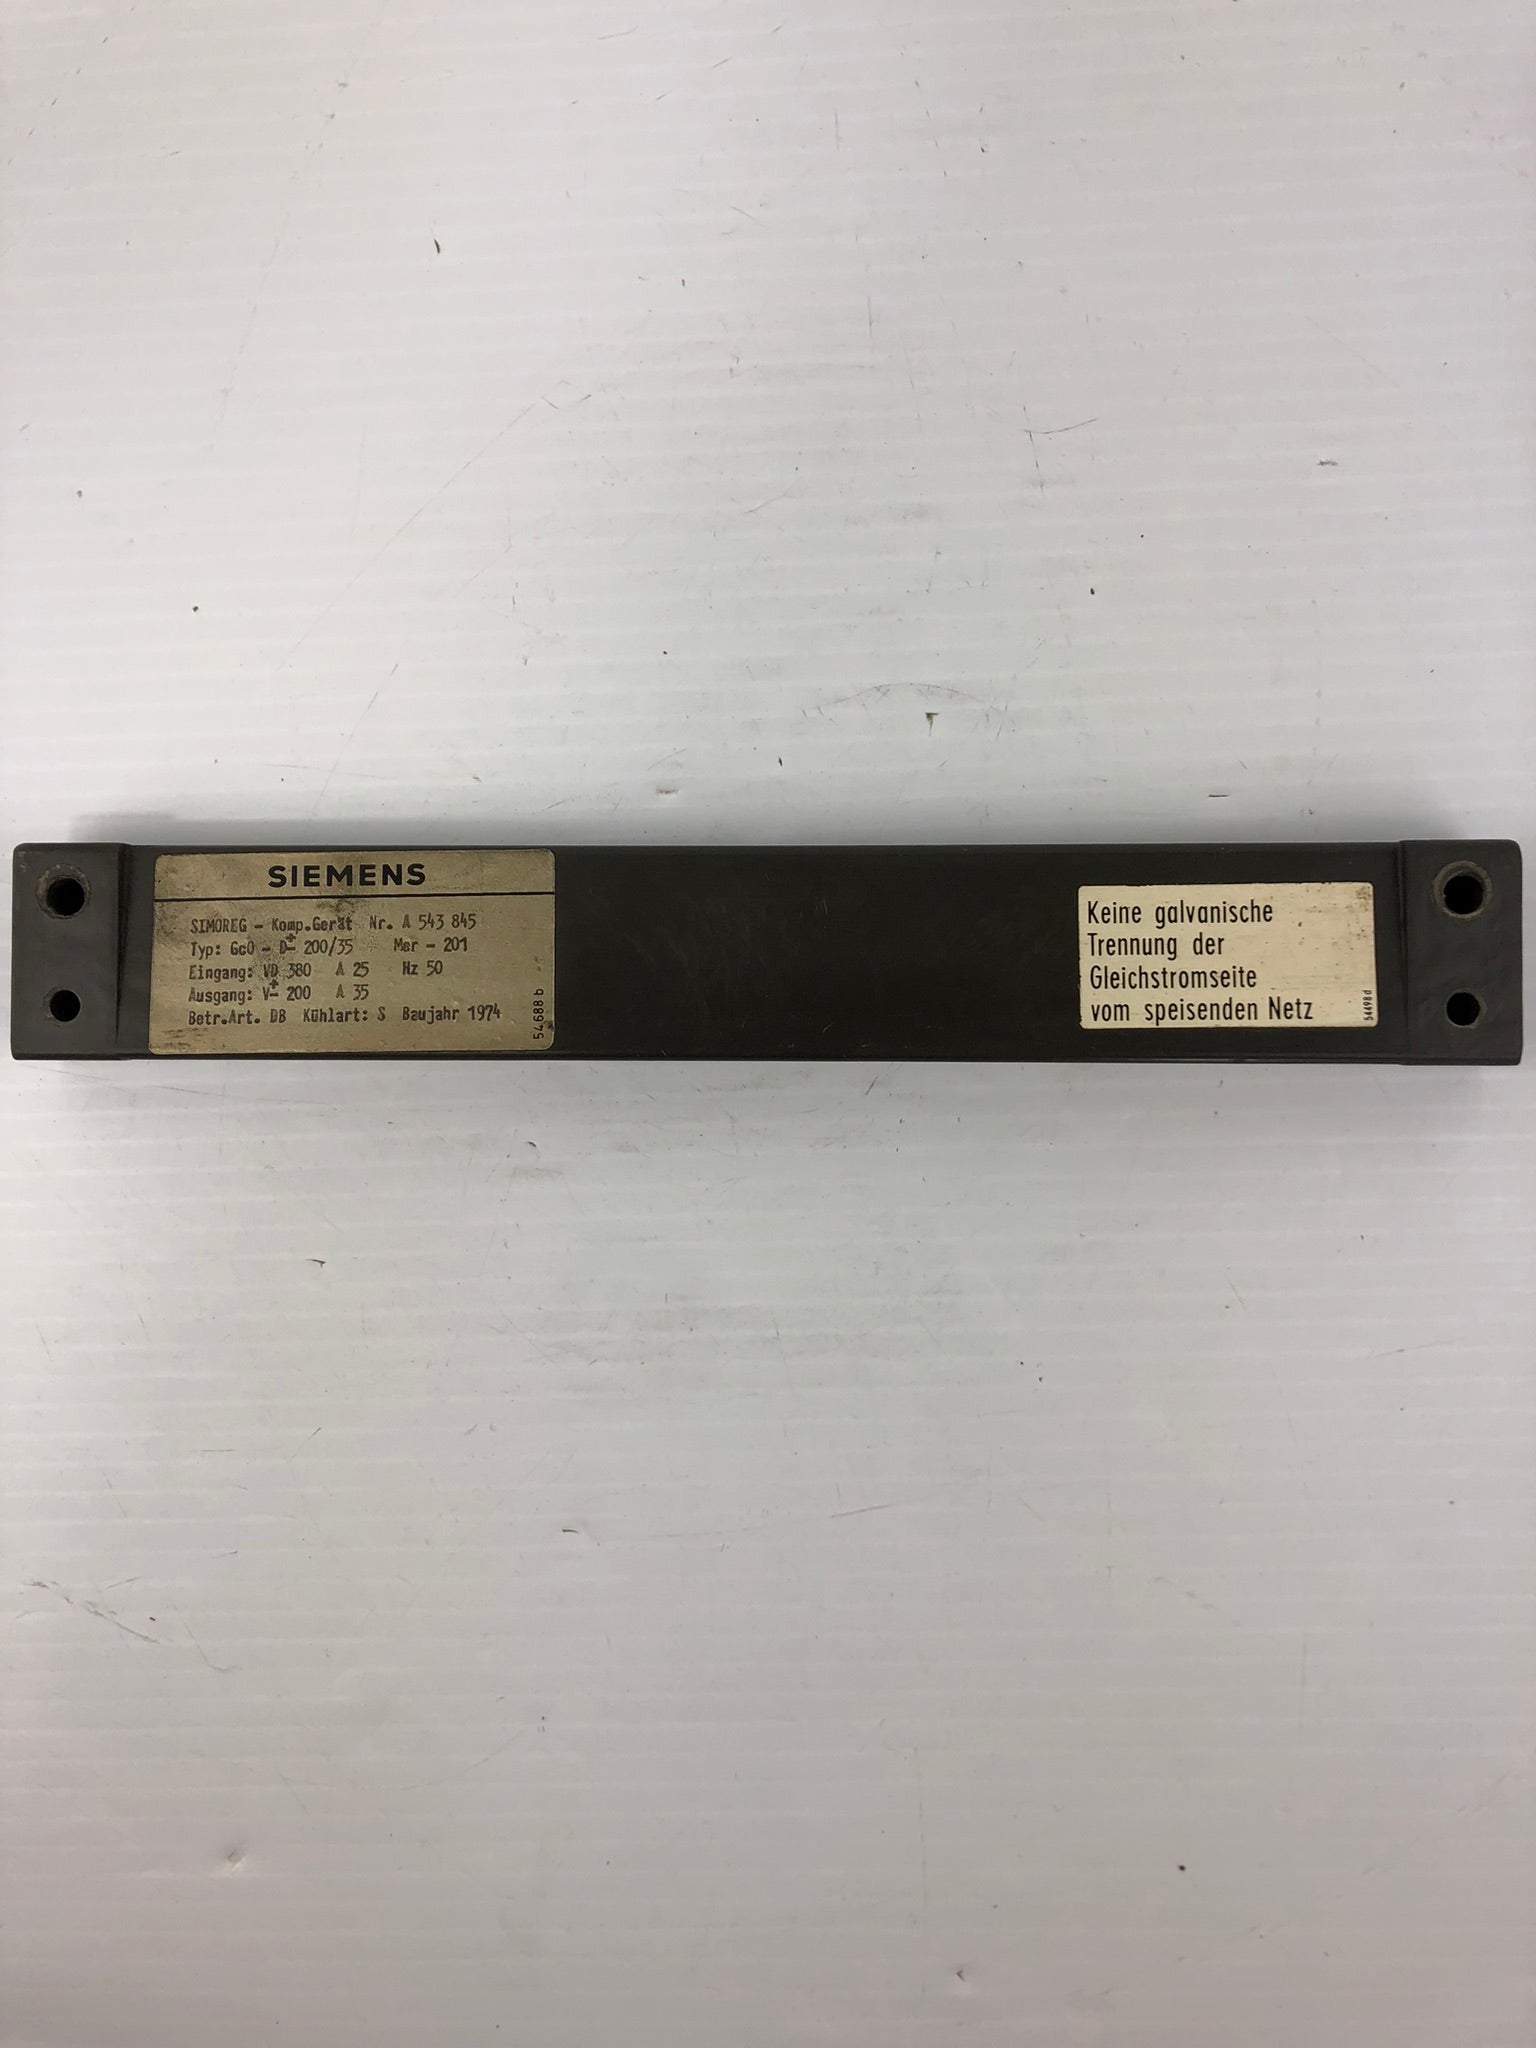 SIEMENS
SIMOREG - Komp.Gerät Nr. A 543 845
Typ: GcO - D± 200/35 Mer - 201
Eingang: VD 380 A 25 Hz 50
Ausgang: V± 200 A 35
Betr.Art. DB Kühlart: S Baujahr 1974
54688 b
Keine galvanische
Trennung der
Gleichstromseite
vom speisenden Netz
54498 d